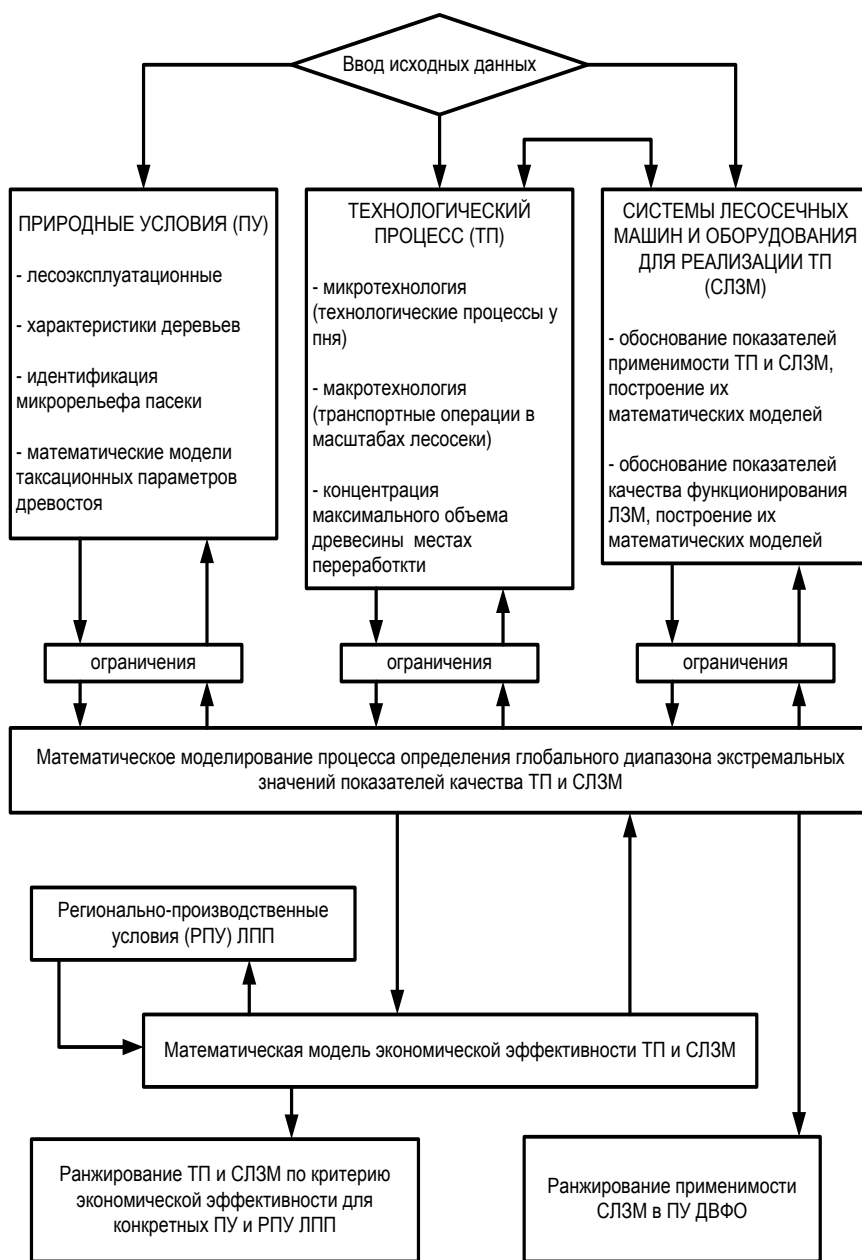 Ввод исходных данных
ПРИРОДНЫЕ УСЛОВИЯ (ПУ)
- лесоэксплуатационные
- характеристики деревьев
- идентификация
микрорельефа пасеки
- математические модели
таксационных параметров
древостоя
ТЕХНОЛОГИЧЕСКИЙ
ПРОЦЕСС (ТП)
- микротехнология
(технологические процессы у
пня)
- макротехнология
(транспортные операции в
масштабах лесосеки)
- концентрация
максимального объема
древесины местах
переработкти
СИСТЕМЫ ЛЕСОСЕЧНЫХ
МАШИН И ОБОРУДОВАНИЯ
ДЛЯ РЕАЛИЗАЦИИ ТП
(СЛЗМ)
- обоснование показателей
применимости ТП и СЛЗМ,
построение их
математических моделей
- обоснование показателей
качества функционирования
ЛЗМ, построение их
математических моделей
ограничения
ограничения
ограничения
Математическое моделирование процесса определения глобального диапазона экстремальных
значений показателей качества ТП и СЛЗМ
Регионально-производственные
условия (РПУ) ЛПП
Математическая модель экономической эффективности ТП и СЛЗМ
Ранжирование ТП и СЛЗМ по критерию
экономической эффективности для
конкретных ПУ и РПУ ЛПП
Ранжирование применимости
СЛЗМ в ПУ ДВФО